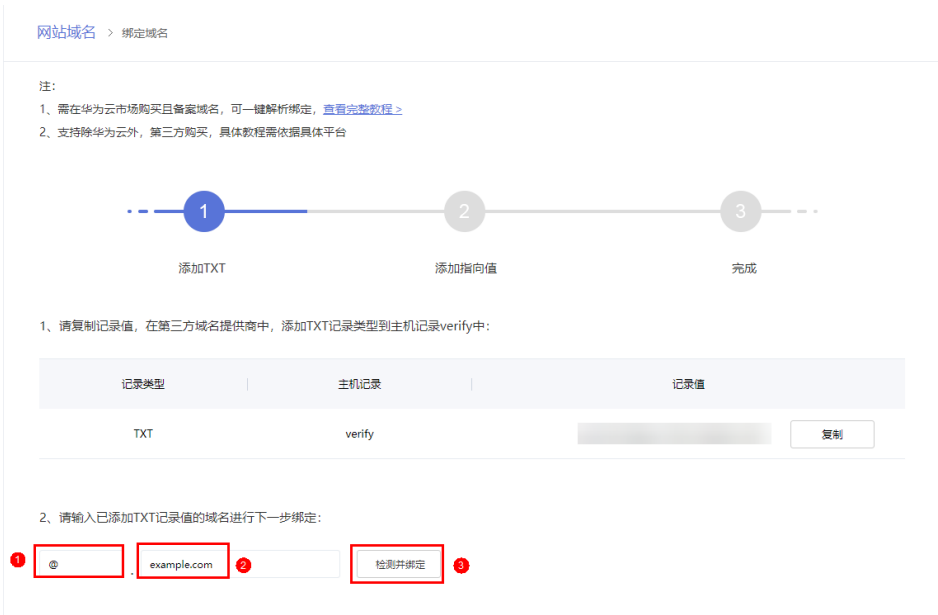 网站域名 > 绑定域名
注：
1、需在华为云市场购买且备案域名，可一键解析绑定，查看完整教程 >
2、支持除华为云外，第三方购买，具体教程需依据具体平台
1 2 3
添加TXT 添加指向值 完成
1、请复制记录值，在第三方域名提供商中，添加TXT记录类型到主机记录verify中：
记录类型 主机记录 记录值
TXT verify 复制
2、请输入已添加TXT记录值的域名进行下一步绑定：
1 @ . example.com 2 检测并绑定 3